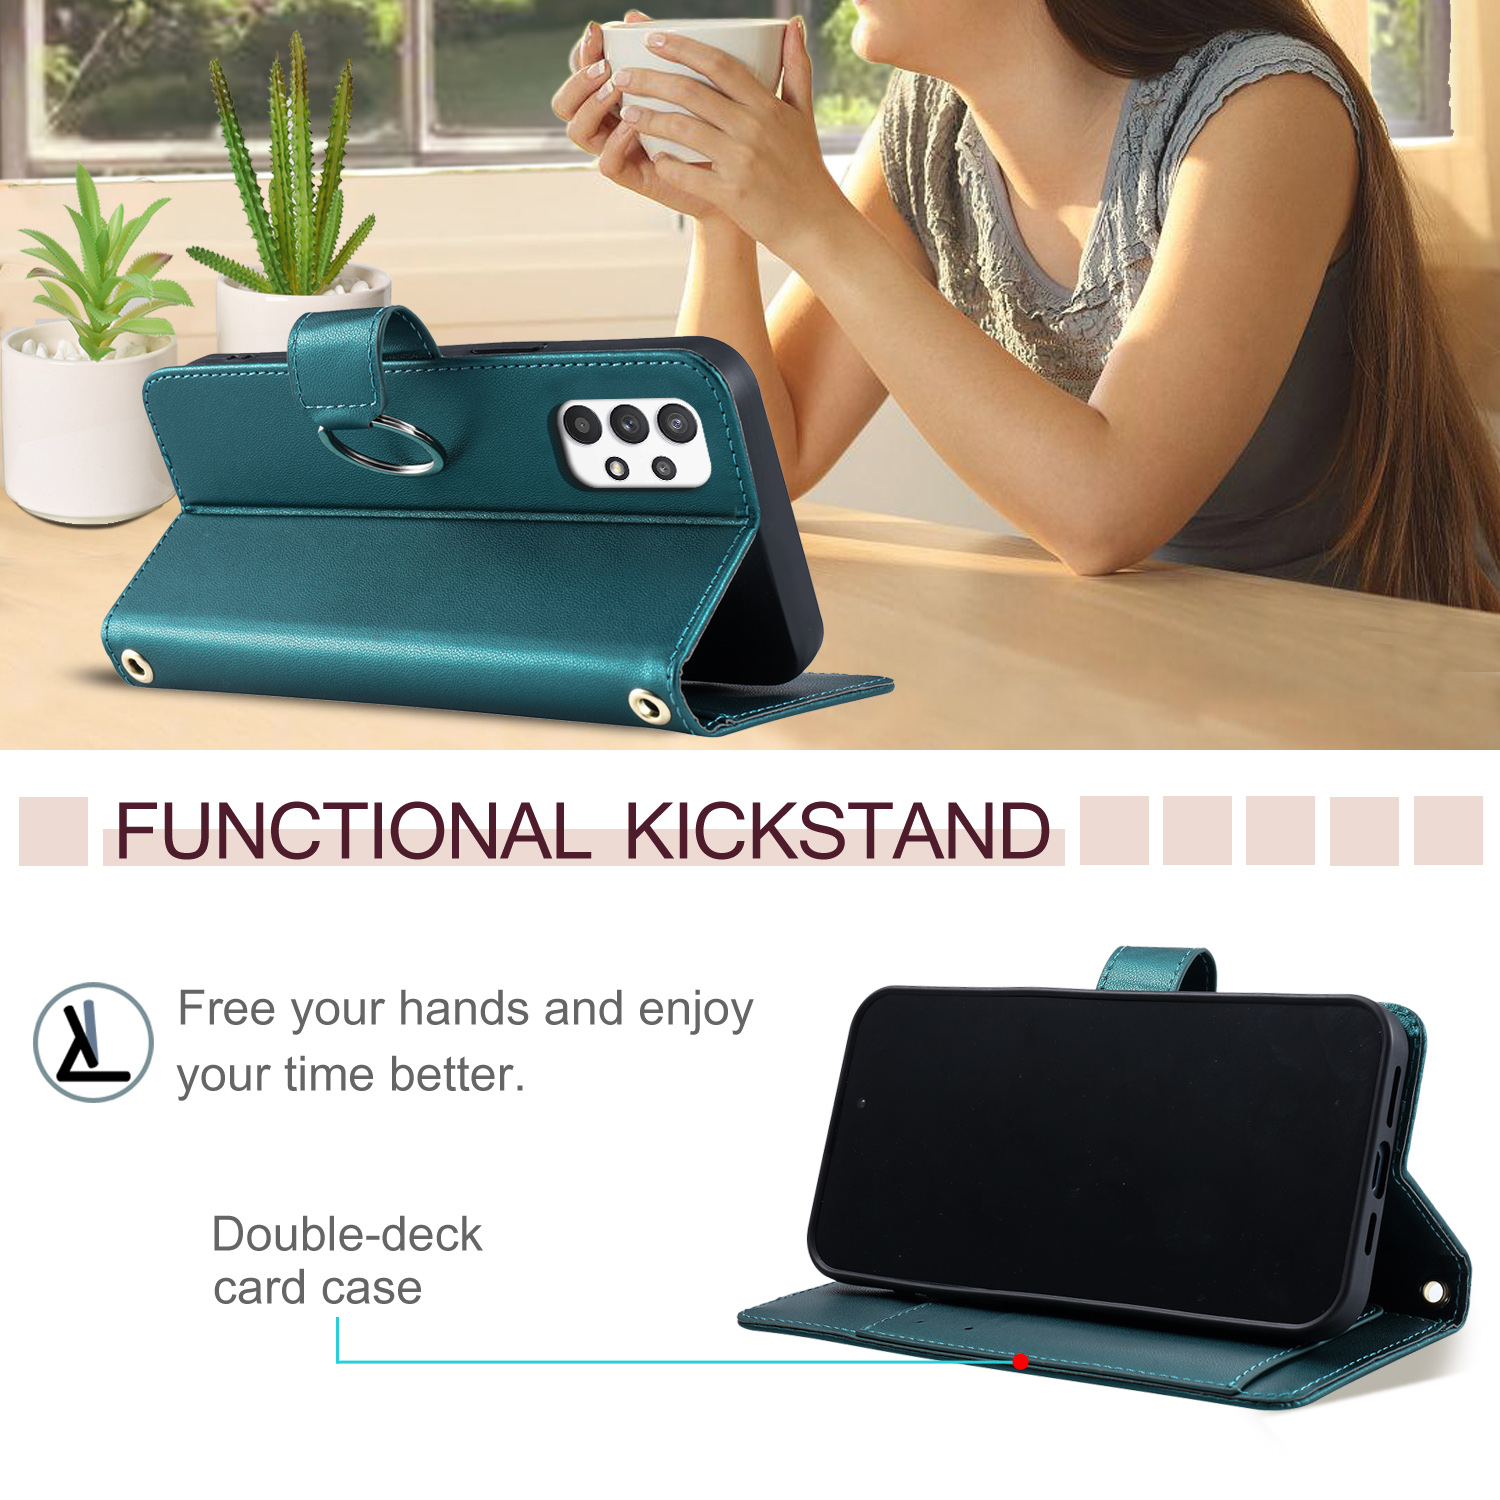 FUNCTIONAL KICKSTAND
Free your hands and enjoy
your time better.
Double-deck
card case